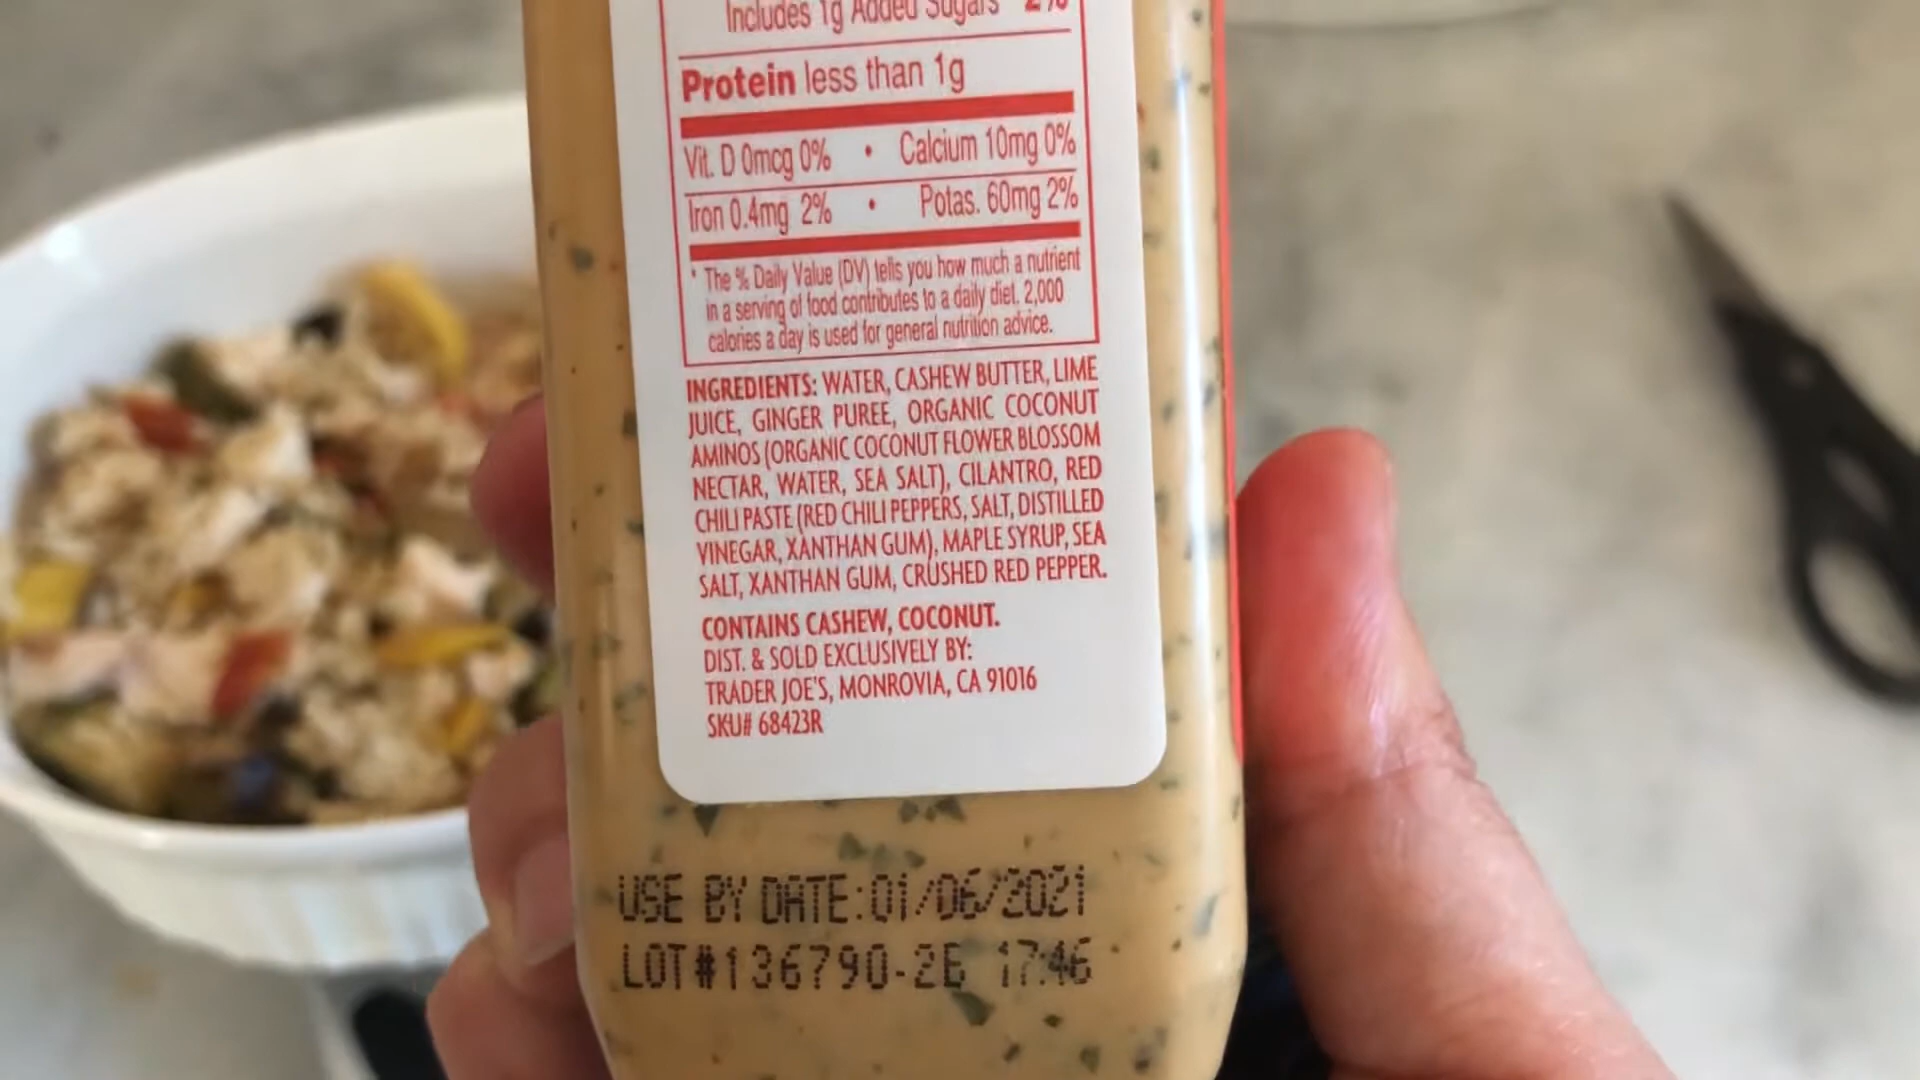 Includes 1g Added Sugars 2%
Protein less than 1g
Vit. D 0mcg 0% • Calcium 10mg 0%
Iron 0.4mg 2% • Potas. 60mg 2%
* The % Daily Value (DV) tells you how much a nutrient
in a serving of food contributes to a daily diet. 2,000
calories a day is used for general nutrition advice.
INGREDIENTS: WATER, CASHEW BUTTER, LIME
JUICE, GINGER PUREE, ORGANIC COCONUT
AMINOS (ORGANIC COCONUT FLOWER BLOSSOM
NECTAR, WATER, SEA SALT), CILANTRO, RED
CHILI PASTE (RED CHILI PEPPERS, SALT, DISTILLED
VINEGAR, XANTHAN GUM), MAPLE SYRUP, SEA
SALT, XANTHAN GUM, CRUSHED RED PEPPER.
CONTAINS CASHEW, COCONUT.
DIST. & SOLD EXCLUSIVELY BY:
TRADER JOE'S, MONROVIA, CA 91016
SKU# 68423R
USE BY DATE:01/06/2021
LOT#136790-2E 17:46